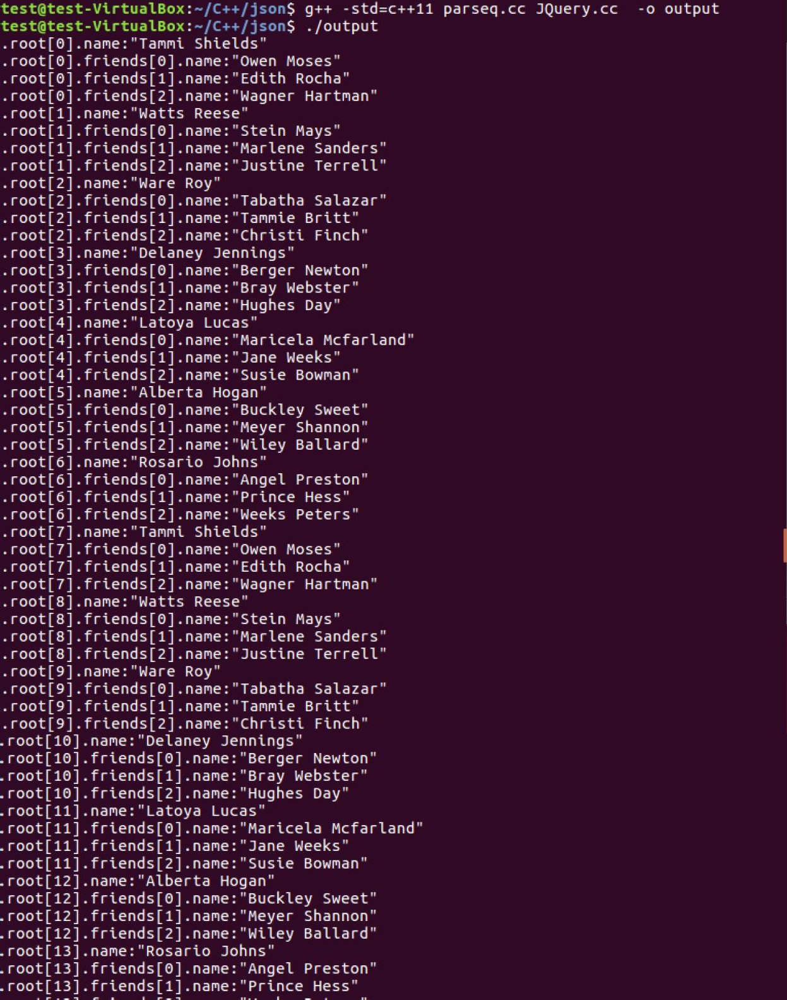 test@test-VirtualBox:~/C++/json$ g++ -std=c++11 parseq.cc JQuery.cc  -o output
test@test-VirtualBox:~/C++/json$ ./output
.root[0].name:"Tammi Shields"
.root[0].friends[0].name:"Owen Moses"
.root[0].friends[1].name:"Edith Rocha"
.root[0].friends[2].name:"Wagner Hartman"
.root[1].name:"Watts Reese"
.root[1].friends[0].name:"Stein Mays"
.root[1].friends[1].name:"Marlene Sanders"
.root[1].friends[2].name:"Justine Terrell"
.root[2].name:"Ware Roy"
.root[2].friends[0].name:"Tabatha Salazar"
.root[2].friends[1].name:"Tammie Britt"
.root[2].friends[2].name:"Christi Finch"
.root[3].name:"Delaney Jennings"
.root[3].friends[0].name:"Berger Newton"
.root[3].friends[1].name:"Bray Webster"
.root[3].friends[2].name:"Hughes Day"
.root[4].name:"Latoya Lucas"
.root[4].friends[0].name:"Maricela Mcfarland"
.root[4].friends[1].name:"Jane Weeks"
.root[4].friends[2].name:"Susie Bowman"
.root[5].name:"Alberta Hogan"
.root[5].friends[0].name:"Buckley Sweet"
.root[5].friends[1].name:"Meyer Shannon"
.root[5].friends[2].name:"Wiley Ballard"
.root[6].name:"Rosario Johns"
.root[6].friends[0].name:"Angel Preston"
.root[6].friends[1].name:"Prince Hess"
.root[6].friends[2].name:"Weeks Peters"
.root[7].name:"Tammi Shields"
.root[7].friends[0].name:"Owen Moses"
.root[7].friends[1].name:"Edith Rocha"
.root[7].friends[2].name:"Wagner Hartman"
.root[8].name:"Watts Reese"
.root[8].friends[0].name:"Stein Mays"
.root[8].friends[1].name:"Marlene Sanders"
.root[8].friends[2].name:"Justine Terrell"
.root[9].name:"Ware Roy"
.root[9].friends[0].name:"Tabatha Salazar"
.root[9].friends[1].name:"Tammie Britt"
.root[9].friends[2].name:"Christi Finch"
.root[10].name:"Delaney Jennings"
.root[10].friends[0].name:"Berger Newton"
.root[10].friends[1].name:"Bray Webster"
.root[10].friends[2].name:"Hughes Day"
.root[11].name:"Latoya Lucas"
.root[11].friends[0].name:"Maricela Mcfarland"
.root[11].friends[1].name:"Jane Weeks"
.root[11].friends[2].name:"Susie Bowman"
.root[12].name:"Alberta Hogan"
.root[12].friends[0].name:"Buckley Sweet"
.root[12].friends[1].name:"Meyer Shannon"
.root[12].friends[2].name:"Wiley Ballard"
.root[13].name:"Rosario Johns"
.root[13].friends[0].name:"Angel Preston"
.root[13].friends[1].name:"Prince Hess"